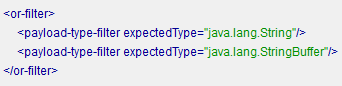 <or-filter>
<payload-type-filter expectedType="java.lang.String"/>
<payload-type-filter expectedType="java.lang.StringBuffer"/>
</or-filter>